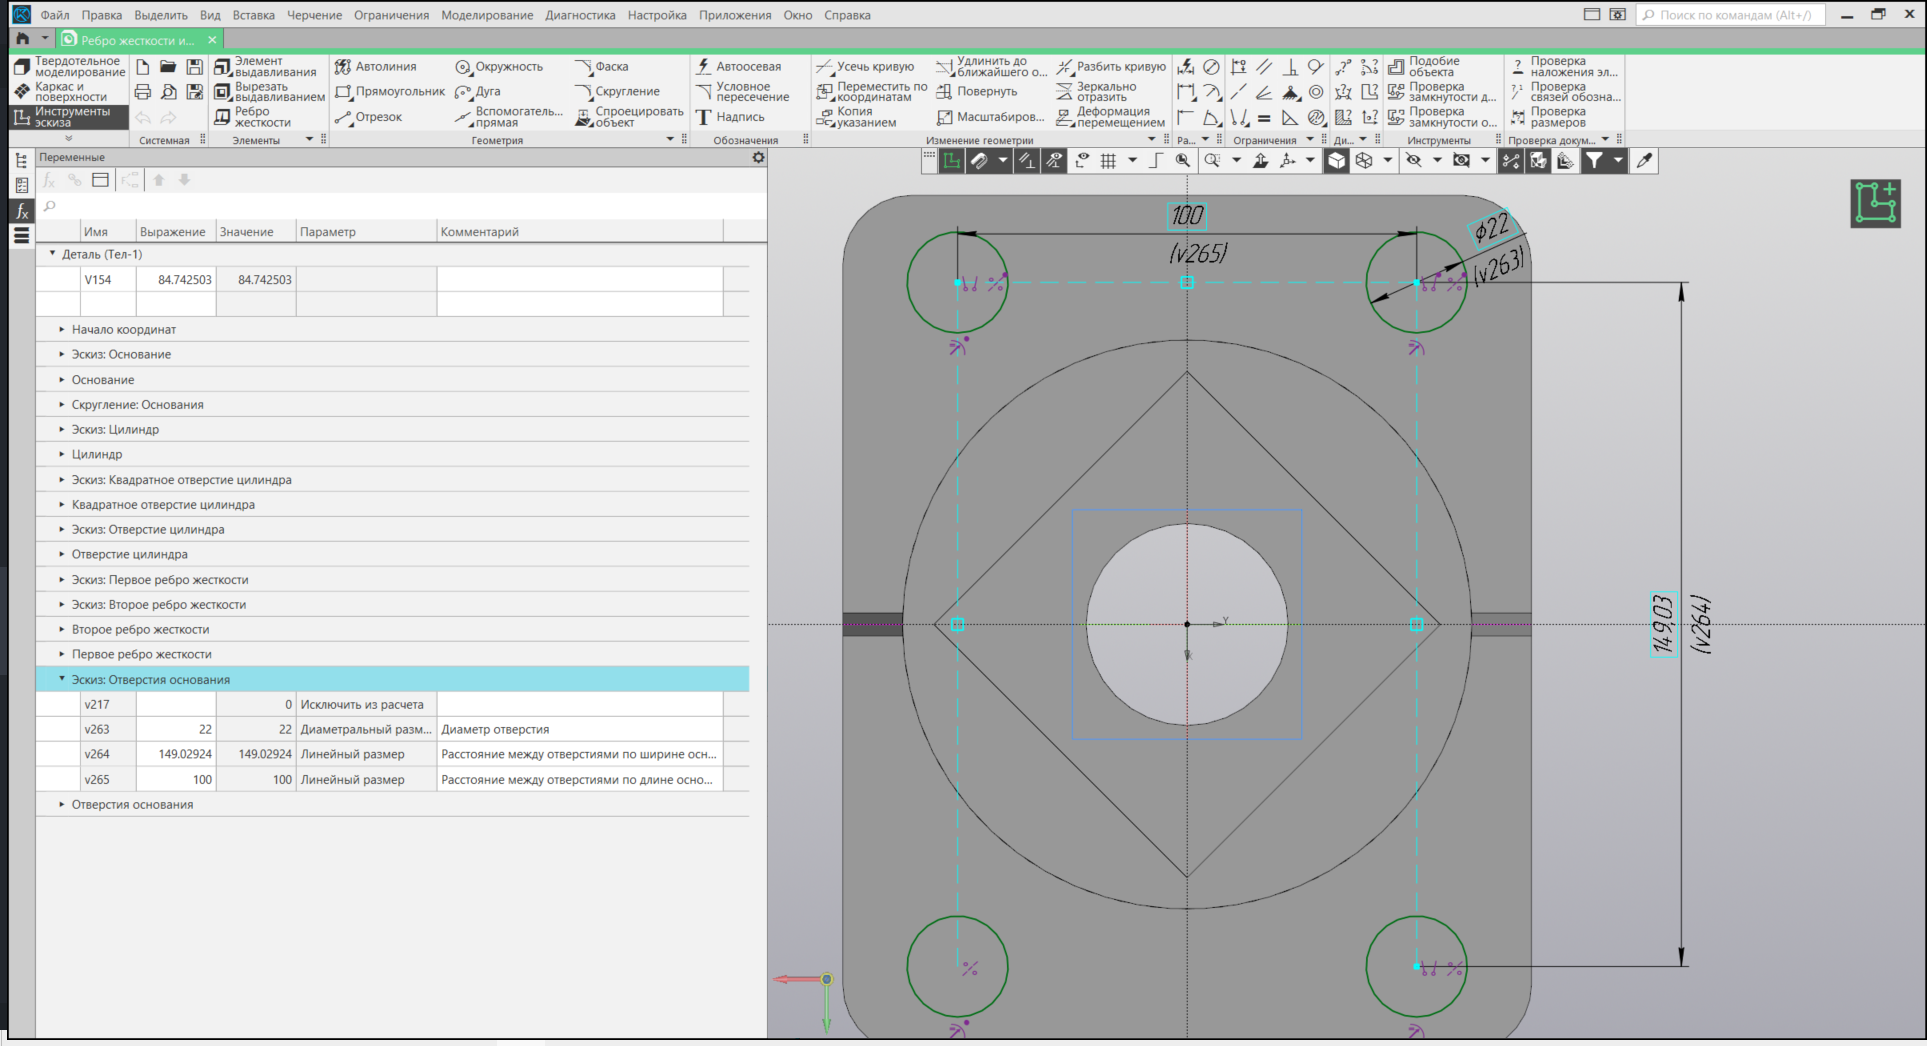 Файл Правка Выделить Вид Вставка Черчение Ограничения Моделирование Диагностика Настройка Приложения Окно Справка
Поиск по командам (Alt+/)
Ребро жесткости и...
Твердотельное моделирование
Каркас и поверхности
Инструменты эскиза
Системная
Элемент выдавливания
Вырезать выдавливанием
Ребро жесткости
Элементы
Автолиния
Прямоугольник
Отрезок
Окружность
Дуга
Вспомогатель... прямая
Фаска
Скругление
Спроецировать объект
Геометрия
Автоосевая
Условное пересечение
Надпись
Обозначения
Усечь кривую
Переместить по координатам
Копия указанием
Удлинить до ближайшего о...
Повернуть
Масштабиров...
Разбить кривую
Зеркально отразить
Деформация перемещением
Изменение геометрии
Ра...
Ограничения
Ди...
Подобие объекта
Проверка замкнутости д...
Проверка замкнутости о...
Инструменты
Проверка наложения эл...
Проверка связей обозна...
Проверка размеров
Проверка докум...
Переменные
Имя Выражение Значение Параметр Комментарий
Деталь (Тел-1)
V154 84.742503 84.742503
Начало координат
Эскиз: Основание
Основание
Скругление: Основания
Эскиз: Цилиндр
Цилиндр
Эскиз: Квадратное отверстие цилиндра
Квадратное отверстие цилиндра
Эскиз: Отверстие цилиндра
Отверстие цилиндра
Эскиз: Первое ребро жесткости
Эскиз: Второе ребро жесткости
Второе ребро жесткости
Первое ребро жесткости
Эскиз: Отверстия основания
v217 0 Исключить из расчета
v263 22 22 Диаметральный разм... Диаметр отверстия
v264 149.02924 149.02924 Линейный размер Расстояние между отверстиями по ширине осн...
v265 100 100 Линейный размер Расстояние между отверстиями по длине осно...
Отверстия основания
100
(v265)
ϕ22
(v263)
149,03
(v264)
Y
X